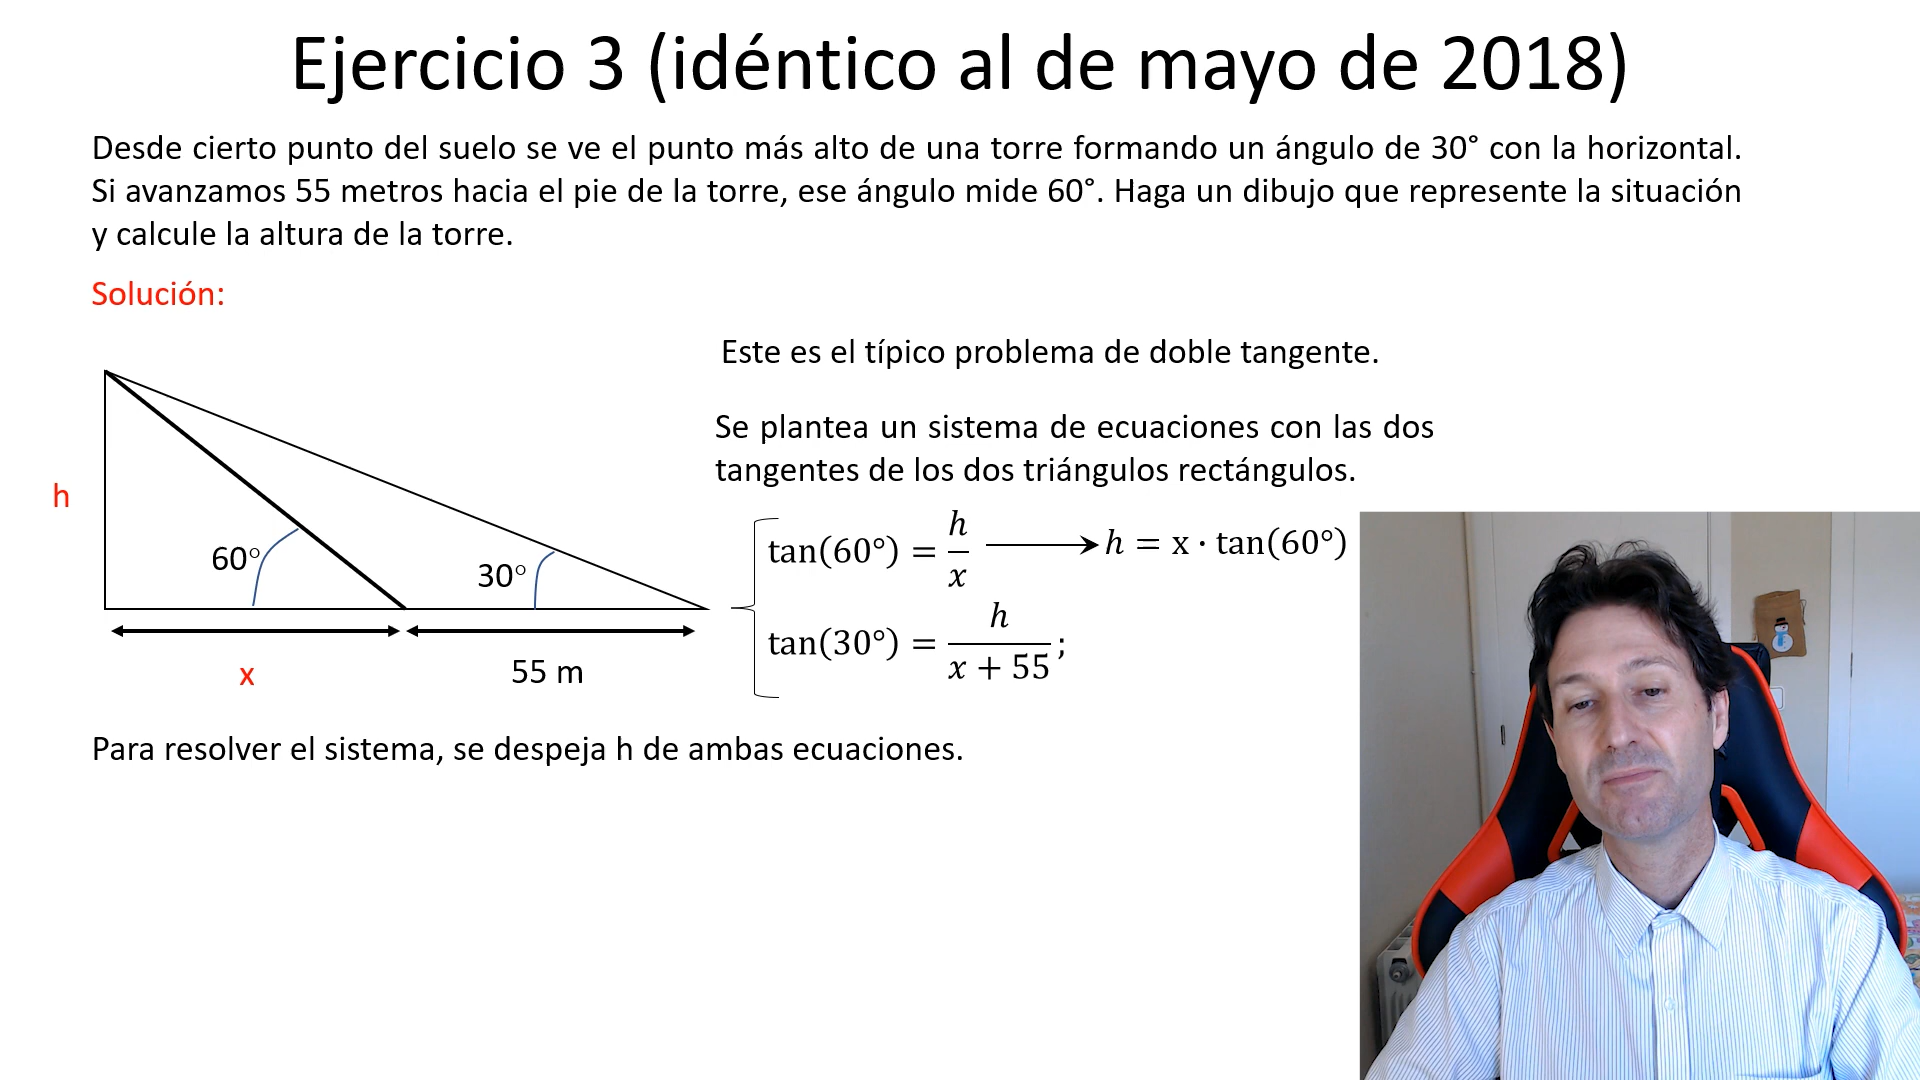 Ejercicio 3 (idéntico al de mayo de 2018)
Desde cierto punto del suelo se ve el punto más alto de una torre formando un ángulo de 30° con la horizontal.
Si avanzamos 55 metros hacia el pie de la torre, ese ángulo mide 60°. Haga un dibujo que represente la situación
y calcule la altura de la torre.
Solución:
Este es el típico problema de doble tangente.
Se plantea un sistema de ecuaciones con las dos
tangentes de los dos triángulos rectángulos.
h
60°
30°
x
55 m
tan(60°) = h/x → h = x · tan(60°)
tan(30°) = h/(x + 55);
Para resolver el sistema, se despeja h de ambas ecuaciones.